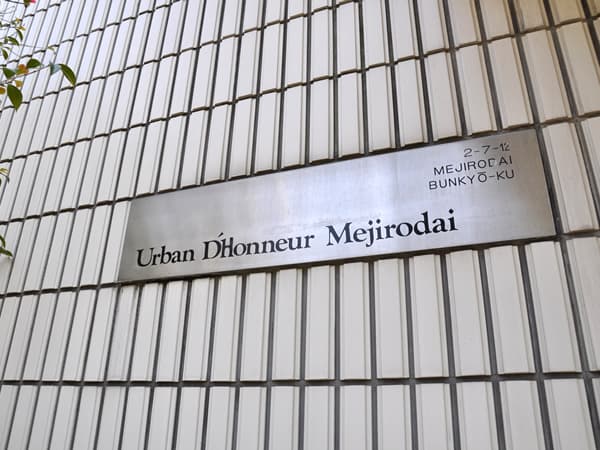 2-7-12
MEJIRODAI
BUNKYŌ-KU
Urban D'Honneur Mejirodai